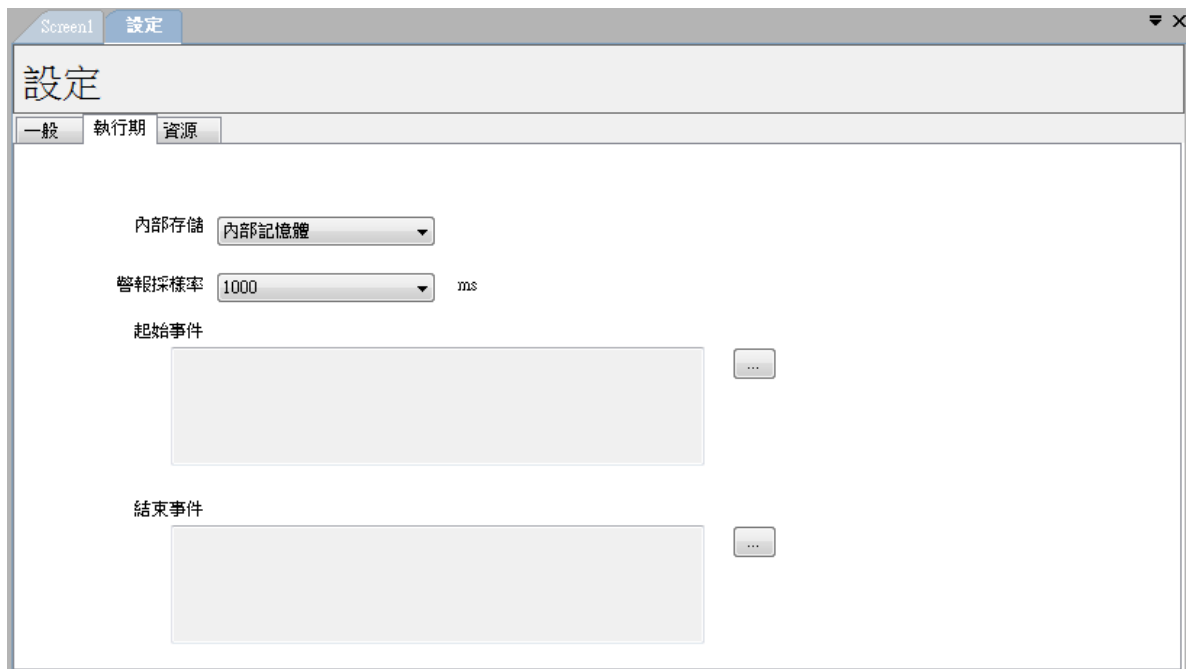 Screen1 設定
設定
一般 執行期 資源
內部存儲 內部記憶體
警報採樣率 1000 ms
起始事件
...
結束事件
...